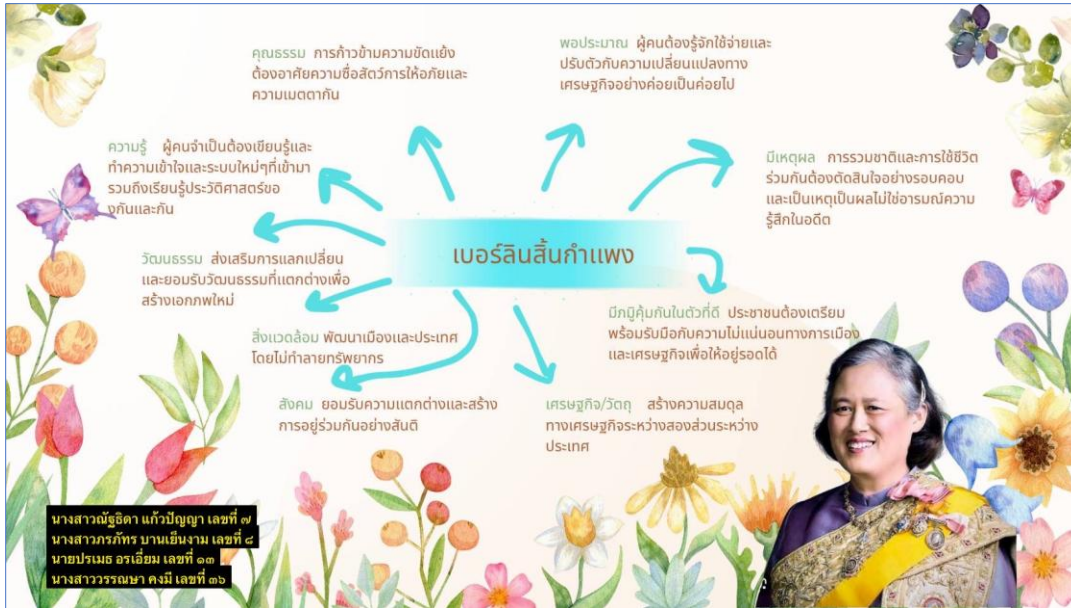 คุณธรรม การก้าวข้ามความขัดแย้ง
ต้องอาศัยความซื่อสัตว์การให้อภัยและ
ความเมตตากัน
พอประมาณ ผู้คนต้องรู้จักใช้จ่ายและ
ปรับตัวกับความเปลี่ยนแปลงทาง
เศรษฐกิจอย่างค่อยเป็นค่อยไป
ความรู้ ผู้คนจำเป็นต้องเขียนรู้และ
ทำความเข้าใจและระบบใหม่ๆที่เข้ามา
รวมถึงเรียนรู้ประวัติศาสตร์ขอ
งกันและกัน
มีเหตุผล การรวมชาติและการใช้ชีวิต
ร่วมกันต้องตัดสินใจอย่างรอบคอบ
และเป็นเหตุเป็นผลไม่ใช่อารมณ์ความ
รู้สึกในอดีต
เบอร์ลินสิ้นกำแพง
วัฒนธรรม ส่งเสริมการแลกเปลี่ยน
และยอมรับวัฒนธรรมที่แตกต่างเพื่อ
สร้างเอกภพใหม่
มีภมูิคุ้มกันในตัวที่ดี ประชาชนต้องเตรียม
พร้อมรับมือกับความไม่แน่นอนทางการเมือง
และเศรษฐกิจเพื่อให้อยู่รอดได้
สิ่งแวดล้อม พัฒนาเมืองและประเทศ
โดยไม่ทำลายทรัพยากร
สังคม ยอมรับความแตกต่างและสร้าง
การอยู่ร่วมกันอย่างสันติ
เศรษฐกิจ/วัตถุ สร้างความสมดุล
ทางเศรษฐกิจระหว่างสองส่วนระหว่าง
ประเทศ
นางสาวณัฐธิดา แก้วปัญญา เลขที่ ๗
นางสาวภรภัทร บานเย็นงาม เลขที่ ๘
นายปรเมธ อรเอี่ยม เลขที่ ๑๓
นางสาววรรณษา คงมี เลขที่ ๓๖